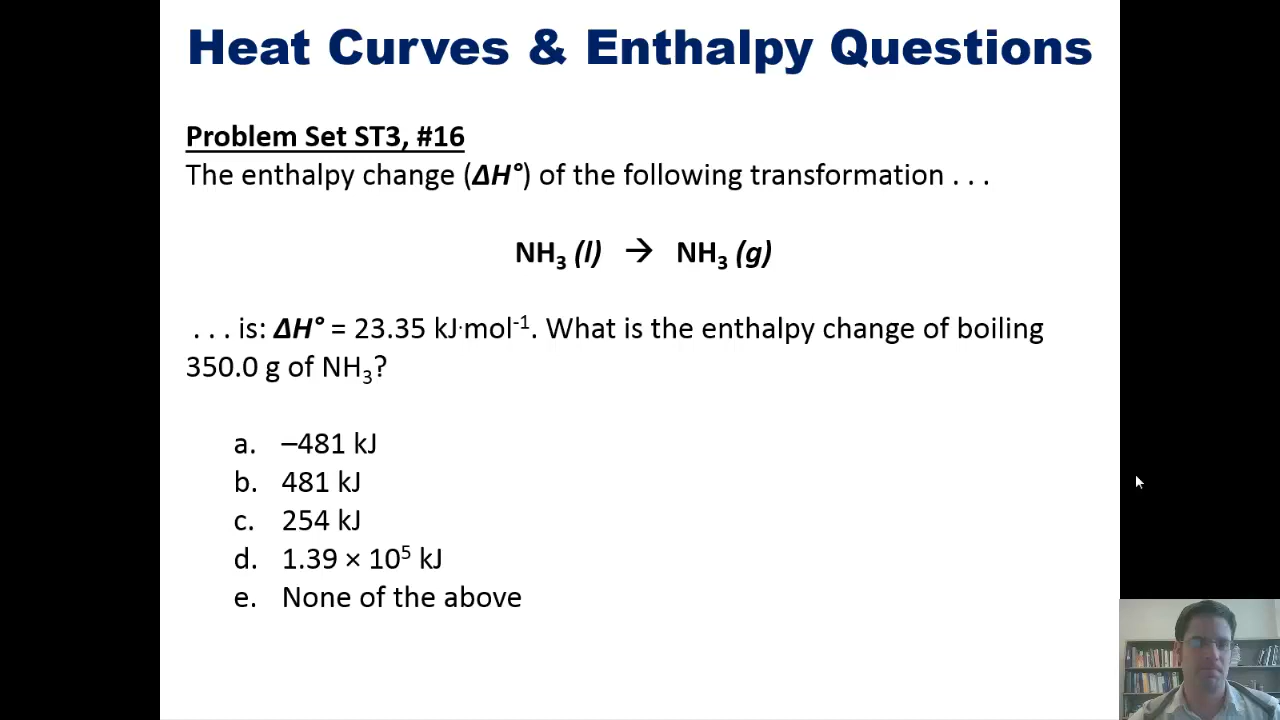 Heat Curves & Enthalpy Questions
Problem Set ST3, #16
The enthalpy change (ΔH°) of the following transformation . . .
NH₃ (l) → NH₃ (g)
. . . is: ΔH° = 23.35 kJ·mol⁻¹. What is the enthalpy change of boiling
350.0 g of NH₃?
a. –481 kJ
b. 481 kJ
c. 254 kJ
d. 1.39 × 10⁵ kJ
e. None of the above